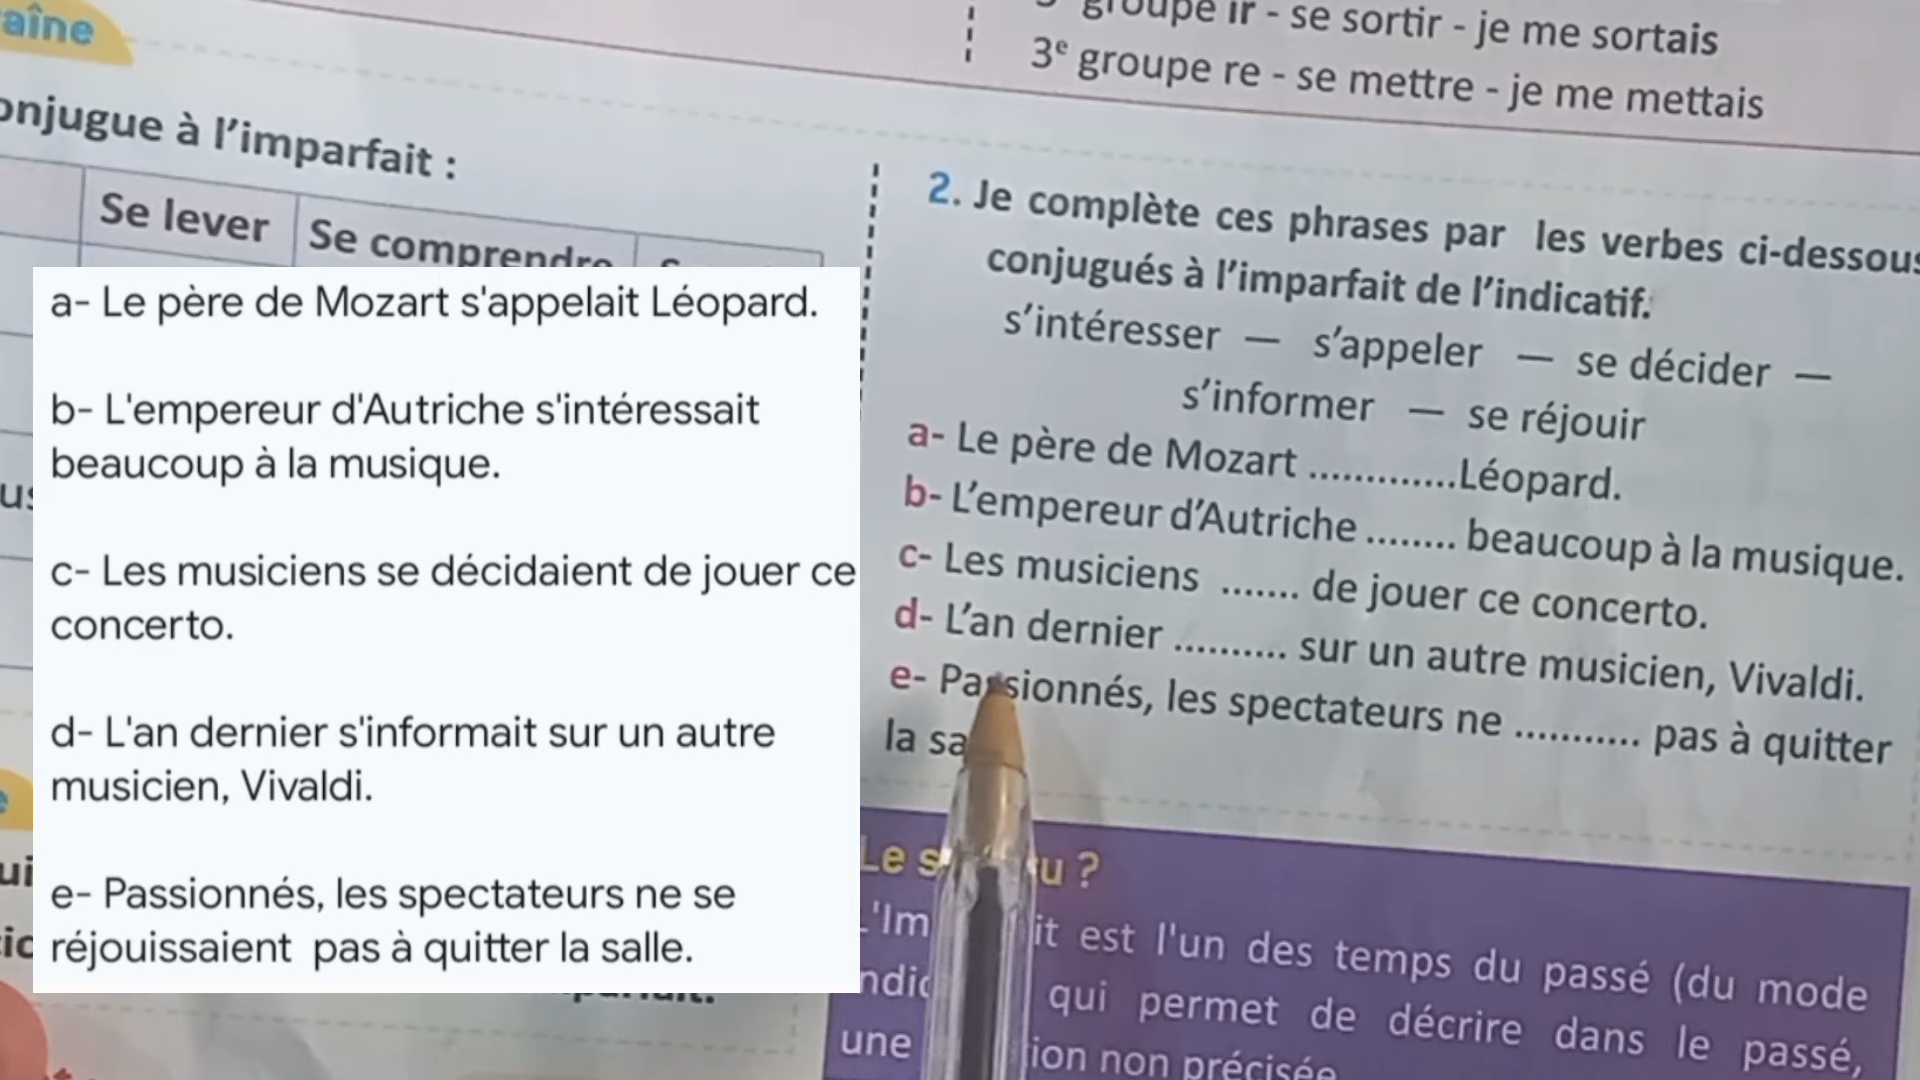 aîne
groupe ir - se sortir - je me sortais
3e groupe re - se mettre - je me mettais
onjugue à l'imparfait :
Se lever
Se comprendre
2. Je complète ces phrases par les verbes ci-dessous
conjugués à l'imparfait de l'indicatif:
s'intéresser — s'appeler — se décider —
s'informer — se réjouir
a- Le père de Mozart ............Léopard.
b- L'empereur d'Autriche ........ beaucoup à la musique.
c- Les musiciens ....... de jouer ce concerto.
d- L'an dernier .......... sur un autre musicien, Vivaldi.
e- Passionnés, les spectateurs ne ........... pas à quitter
la sa
a- Le père de Mozart s'appelait Léopard.
b- L'empereur d'Autriche s'intéressait
beaucoup à la musique.
c- Les musiciens se décidaient de jouer ce
concerto.
d- L'an dernier s'informait sur un autre
musicien, Vivaldi.
e- Passionnés, les spectateurs ne se
réjouissaient pas à quitter la salle.
Le s u ?
L'Im it est l'un des temps du passé (du mode
indic qui permet de décrire dans le passé,
une ion non précisée